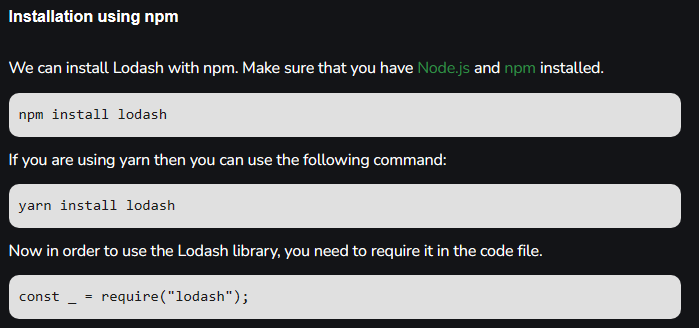 Installation using npm
We can install Lodash with npm. Make sure that you have Node.js and npm installed.
npm install lodash
If you are using yarn then you can use the following command:
yarn install lodash
Now in order to use the Lodash library, you need to require it in the code file.
const _ = require("lodash");